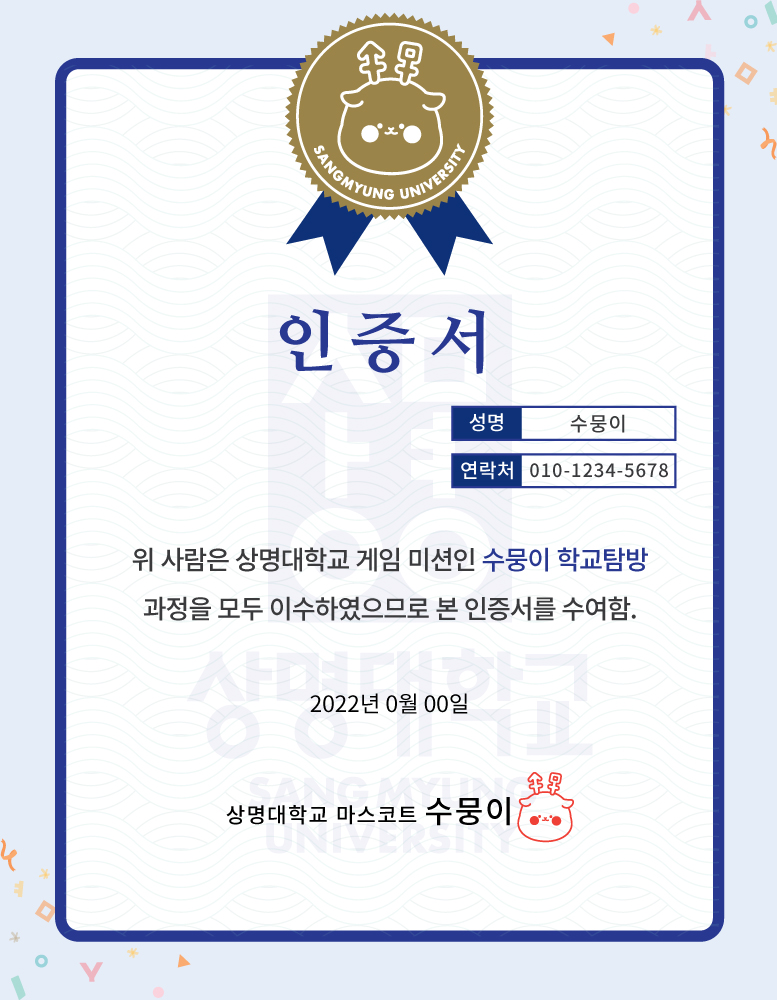 SANGMYUNG UNIVERSITY
인증서
성명 수뭉이
연락처 010-1234-5678
위 사람은 상명대학교 게임 미션인 수뭉이 학교탐방
과정을 모두 이수하였으므로 본 인증서를 수여함.
상명대학교
2022년 0월 00일
SANG MYUNG
상명대학교 마스코트 수뭉이
UNIVERSITY